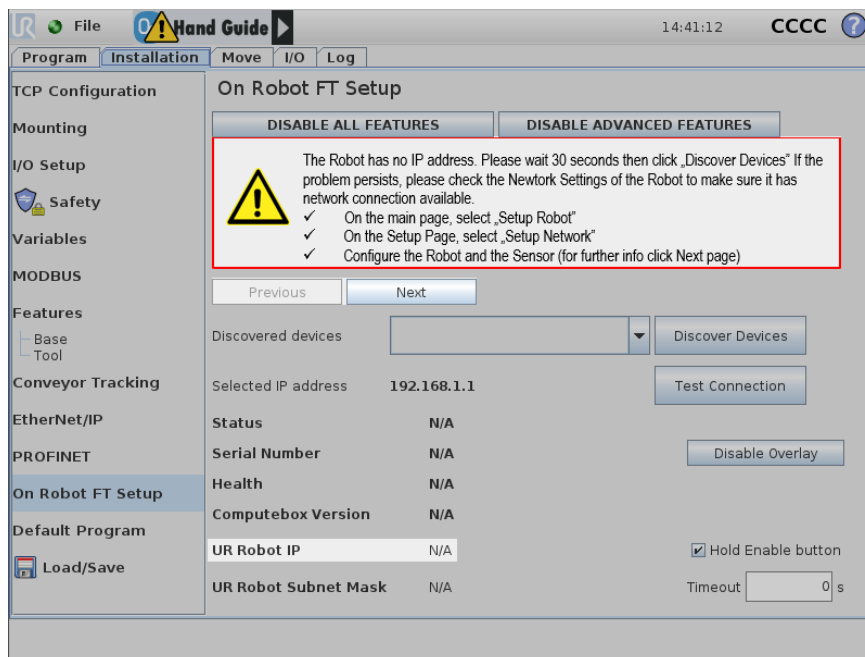 UR File Hand Guide 14:41:12 CCCC ?
Program Installation Move I/O Log
TCP Configuration
Mounting
I/O Setup
Safety
Variables
MODBUS
Features
Base
Tool
Conveyor Tracking
EtherNet/IP
PROFINET
On Robot FT Setup
Default Program
Load/Save
On Robot FT Setup
DISABLE ALL FEATURES DISABLE ADVANCED FEATURES
The Robot has no IP address. Please wait 30 seconds then click „Discover Devices” If the
problem persists, please check the Newtork Settings of the Robot to make sure it has
network connection available.
✓ On the main page, select „Setup Robot”
✓ On the Setup Page, select „Setup Network”
✓ Configure the Robot and the Sensor (for further info click Next page)
Previous Next
Discovered devices Discover Devices
Selected IP address 192.168.1.1 Test Connection
Status N/A
Serial Number N/A Disable Overlay
Health N/A
Computebox Version N/A
UR Robot IP N/A Hold Enable button
UR Robot Subnet Mask N/A Timeout 0 s